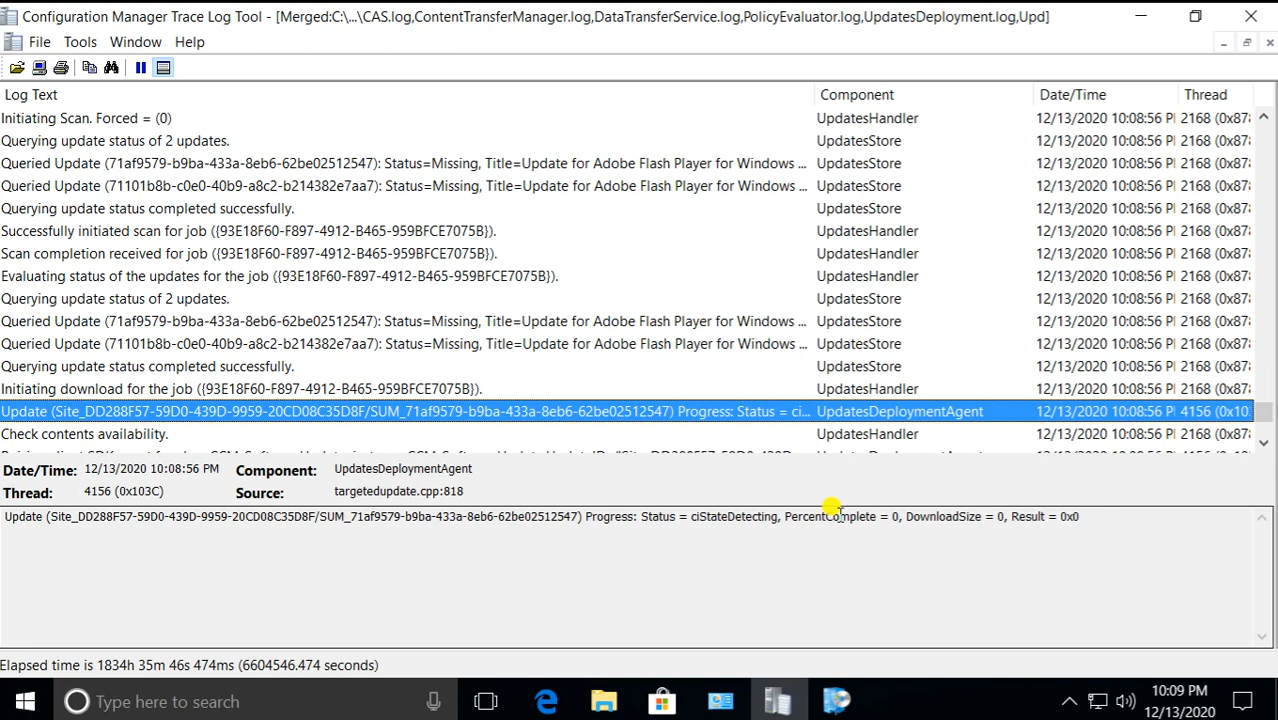 Configuration Manager Trace Log Tool - [Merged:C:\...\CAS.log,ContentTransferManager.log,DataTransferService.log,PolicyEvaluator.log,UpdatesDeployment.log,Upd]
File Tools Window Help
Log Text Component Date/Time Thread
Initiating Scan. Forced = (0) UpdatesHandler 12/13/2020 10:08:56 PI 2168 (0x87
Querying update status of 2 updates. UpdatesStore 12/13/2020 10:08:56 PI 2168 (0x87
Queried Update (71af9579-b9ba-433a-8eb6-62be02512547): Status=Missing, Title=Update for Adobe Flash Player for Windows ... UpdatesStore 12/13/2020 10:08:56 PI 2168 (0x87
Queried Update (71101b8b-c0e0-40b9-a8c2-b214382e7aa7): Status=Missing, Title=Update for Adobe Flash Player for Windows ... UpdatesStore 12/13/2020 10:08:56 PI 2168 (0x87
Querying update status completed successfully. UpdatesStore 12/13/2020 10:08:56 PI 2168 (0x87
Successfully initiated scan for job ({93E18F60-F897-4912-B465-959BFCE7075B}). UpdatesHandler 12/13/2020 10:08:56 PI 2168 (0x87
Scan completion received for job ({93E18F60-F897-4912-B465-959BFCE7075B}). UpdatesHandler 12/13/2020 10:08:56 PI 2168 (0x87
Evaluating status of the updates for the job ({93E18F60-F897-4912-B465-959BFCE7075B}). UpdatesHandler 12/13/2020 10:08:56 PI 2168 (0x87
Querying update status of 2 updates. UpdatesStore 12/13/2020 10:08:56 PI 2168 (0x87
Queried Update (71af9579-b9ba-433a-8eb6-62be02512547): Status=Missing, Title=Update for Adobe Flash Player for Windows ... UpdatesStore 12/13/2020 10:08:56 PI 2168 (0x87
Queried Update (71101b8b-c0e0-40b9-a8c2-b214382e7aa7): Status=Missing, Title=Update for Adobe Flash Player for Windows ... UpdatesStore 12/13/2020 10:08:56 PI 2168 (0x87
Querying update status completed successfully. UpdatesStore 12/13/2020 10:08:56 PI 2168 (0x87
Initiating download for the job ({93E18F60-F897-4912-B465-959BFCE7075B}). UpdatesHandler 12/13/2020 10:08:56 PI 2168 (0x87
Update (Site_DD288F57-59D0-439D-9959-20CD08C35D8F/SUM_71af9579-b9ba-433a-8eb6-62be02512547) Progress: Status = ci... UpdatesDeploymentAgent 12/13/2020 10:08:56 PI 4156 (0x10
Check contents availability. UpdatesHandler 12/13/2020 10:08:56 PI 2168 (0x87
Date/Time: 12/13/2020 10:08:56 PM Component: UpdatesDeploymentAgent
Thread: 4156 (0x103C) Source: targetedupdate.cpp:818
Update (Site_DD288F57-59D0-439D-9959-20CD08C35D8F/SUM_71af9579-b9ba-433a-8eb6-62be02512547) Progress: Status = ciStateDetecting, PercentComplete = 0, DownloadSize = 0, Result = 0x0
Elapsed time is 1834h 35m 46s 474ms (6604546.474 seconds)
Type here to search
10:09 PM
12/13/2020